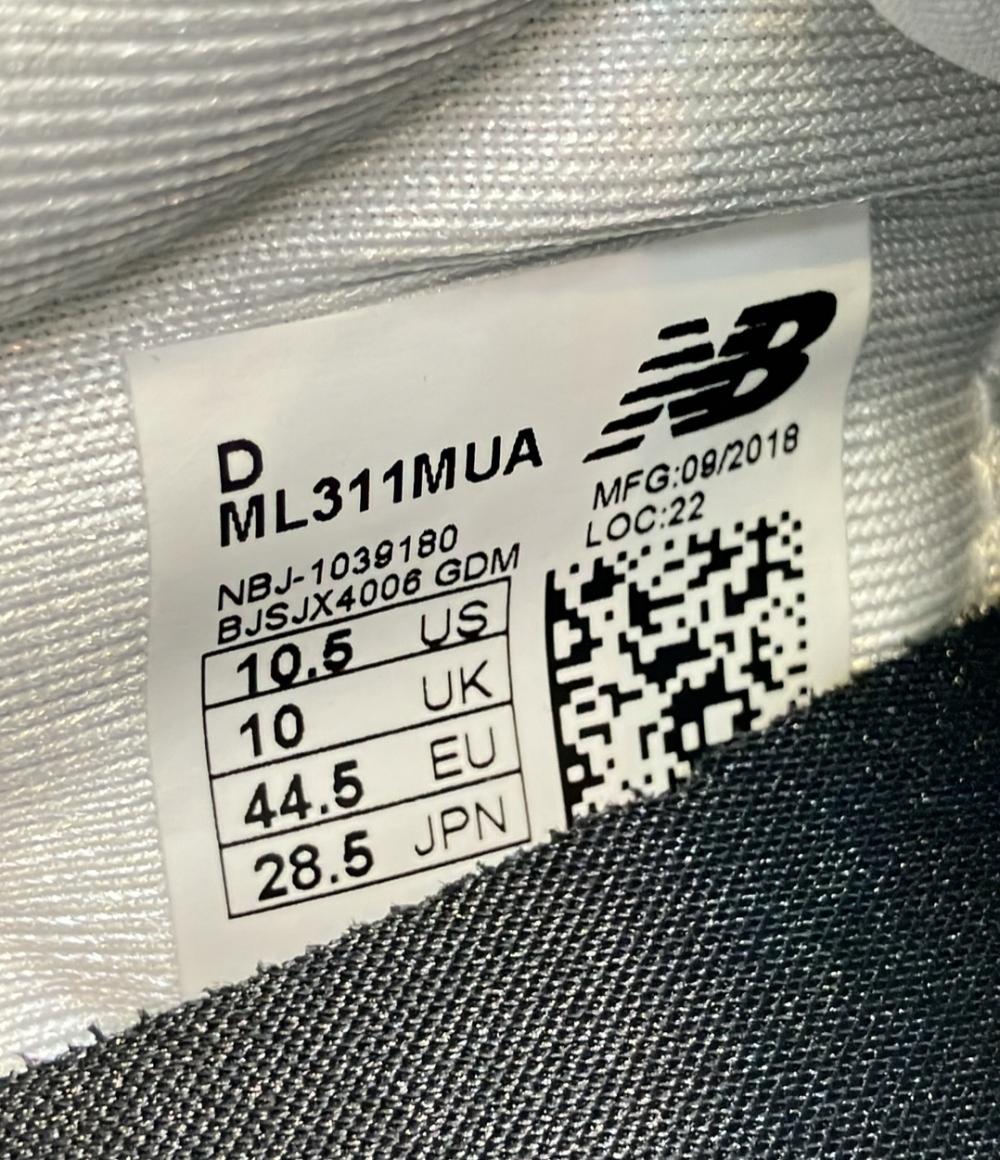 NB
D
ML311MUA
MFG:09/2018
LOC:22
NBJ-1039180
BJSJX4006 GDM
10.5 US
10 UK
44.5 EU
28.5 JPN